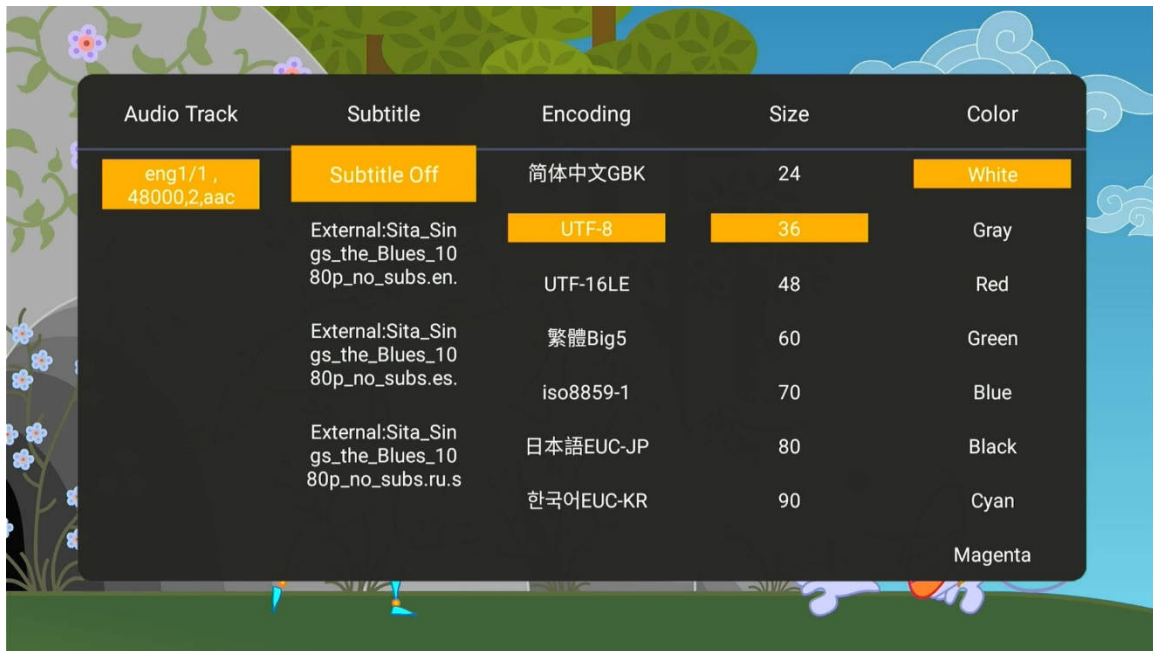 Audio Track
Subtitle
Encoding
Size
Color
eng1/1 ,
48000,2,aac
Subtitle Off
External:Sita_Sin
gs_the_Blues_10
80p_no_subs.en.
External:Sita_Sin
gs_the_Blues_10
80p_no_subs.es.
External:Sita_Sin
gs_the_Blues_10
80p_no_subs.ru.s
简体中文GBK
UTF-8
UTF-16LE
繁體Big5
iso8859-1
日本語EUC-JP
한국어EUC-KR
24
36
48
60
70
80
90
White
Gray
Red
Green
Blue
Black
Cyan
Magenta